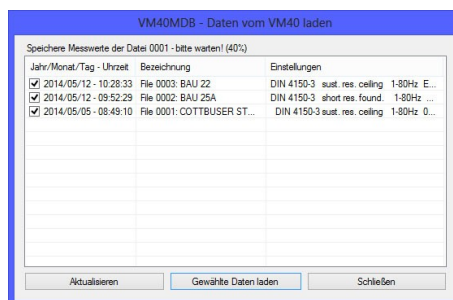 VM40MDB - Daten vom VM40 laden
Speichere Messwerte der Datei 0001 - bitte warten! (40%)
Jahr/Monat/Tag - Uhrzeit Bezeichnung Einstellungen
2014/05/12 - 10:28:33 File 0003: BAU 22 DIN 4150-3 sust. res. ceiling 1-80Hz E...
2014/05/12 - 09:52:29 File 0002: BAU 25A DIN 4150-3 short res. found. 1-80Hz ...
2014/05/05 - 08:49:10 File 0001: COTTBUSER ST... DIN 4150-3 sust. res. ceiling 1-80Hz 0...
Aktualisieren Gewählte Daten laden Schließen